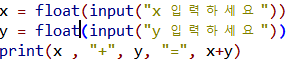 x = float(input("x 입력하세요"))
y = float(input("y 입력하세요"))
print(x , "+", y, "=", x+y)